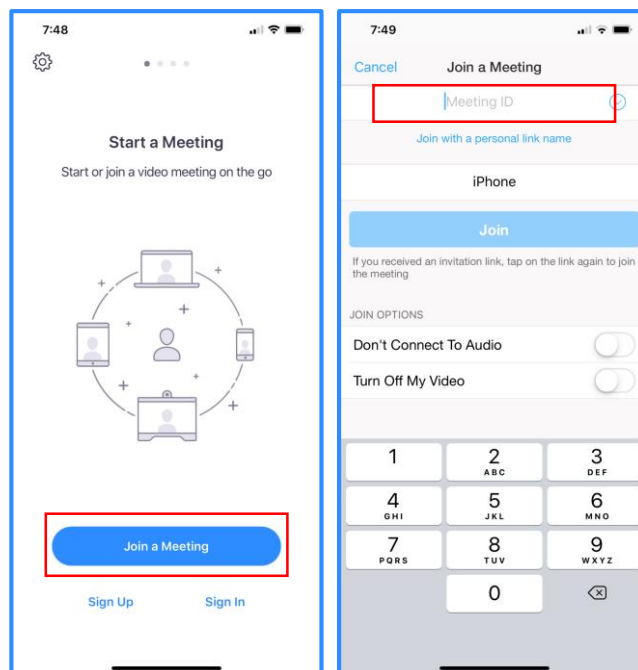 7:48
Start a Meeting
Start or join a video meeting on the go
Join a Meeting
Sign Up
Sign In
7:49
Cancel
Join a Meeting
Meeting ID
Join with a personal link name
iPhone
Join
If you received an invitation link, tap on the link again to join
the meeting
JOIN OPTIONS
Don't Connect To Audio
Turn Off My Video
1
2
ABC
3
DEF
4
GHI
5
JKL
6
MNO
7
PQRS
8
TUV
9
WXYZ
0